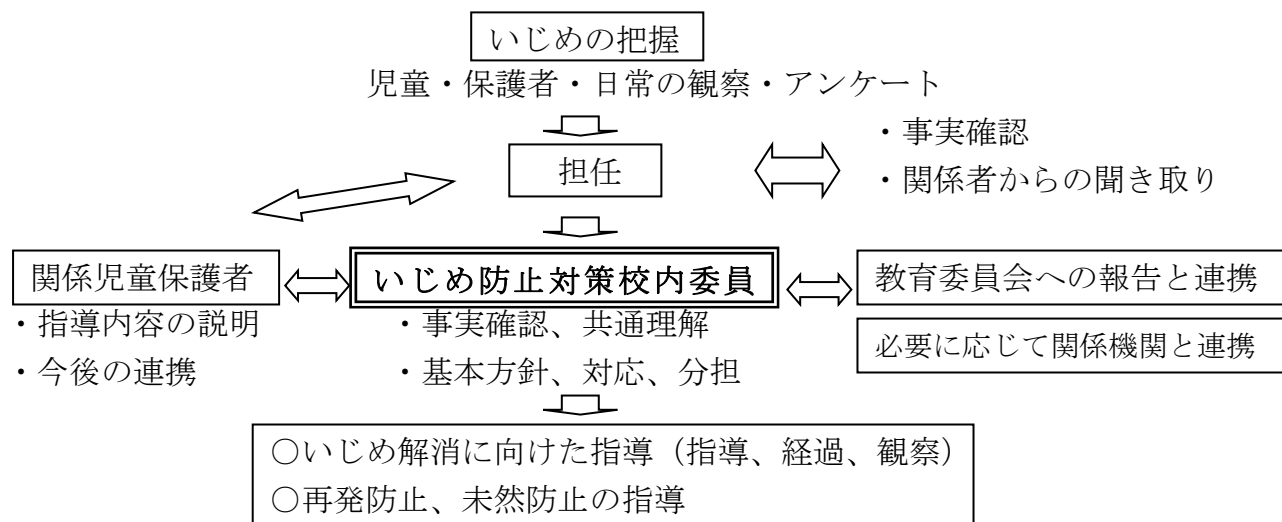 いじめの把握
児童・保護者・日常の観察・アンケート
担任
・事実確認
・関係者からの聞き取り
関係児童保護者
・指導内容の説明
・今後の連携
いじめ防止対策校内委員
・事実確認、共通理解
・基本方針、対応、分担
教育委員会への報告と連携
必要に応じて関係機関と連携
○いじめ解消に向けた指導（指導、経過、観察）
○再発防止、未然防止の指導